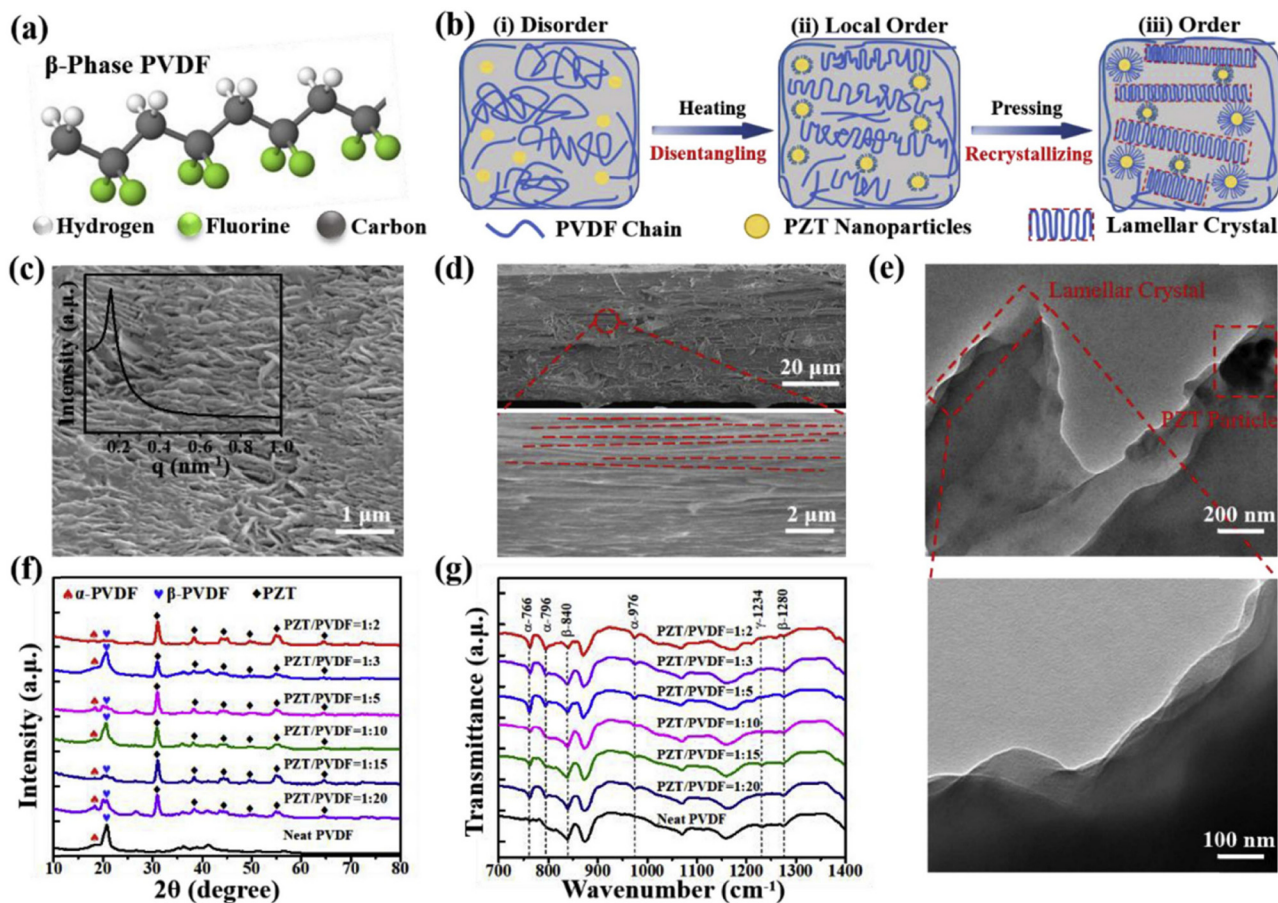 (a)
β-Phase PVDF
Hydrogen Fluorine Carbon
(b)
(i) Disorder
(ii) Local Order
(iii) Order
Heating
Disentangling
Pressing
Recrystallizing
PVDF Chain
PZT Nanoparticles
Lamellar Crystal
(c)
Intensity (a.μ.)
0.2 0.4 0.6 0.8 1.0
q (nm⁻¹)
1 μm
(d)
20 μm
2 μm
(e)
Lamellar Crystal
PZT Particle
200 nm
100 nm
(f)
α-PVDF β-PVDF PZT
PZT/PVDF=1:2
PZT/PVDF=1:3
PZT/PVDF=1:5
PZT/PVDF=1:10
PZT/PVDF=1:15
PZT/PVDF=1:20
Neat PVDF
Intensity (a.μ.)
10 20 30 40 50 60 70 80
2θ (degree)
(g)
α-766
α-796
β-840
α-976
γ-1234
β-1280
PZT/PVDF=1:2
PZT/PVDF=1:3
PZT/PVDF=1:5
PZT/PVDF=1:10
PZT/PVDF=1:15
PZT/PVDF=1:20
Neat PVDF
Transmittance (a.μ.)
700 800 900 1000 1100 1200 1300 1400
Wavenumber (cm⁻¹)